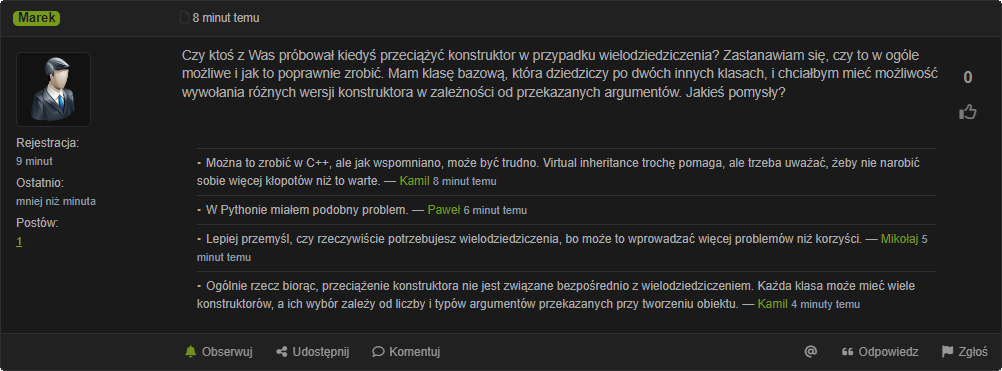 Marek
8 minut temu
Czy ktoś z Was próbował kiedyś przeciążyć konstruktor w przypadku wielodziedziczenia? Zastanawiam się, czy to w ogóle
możliwe i jak to poprawnie zrobić. Mam klasę bazową, która dziedziczy po dwóch innych klasach, i chciałbym mieć możliwość
wywołania różnych wersji konstruktora w zależności od przekazanych argumentów. Jakieś pomysły?
0
Rejestracja:
9 minut
Ostatnio:
mniej niż minuta
Postów:
1
- Można to zrobić w C++, ale jak wspomniano, może być trudno. Virtual inheritance trochę pomaga, ale trzeba uważać, żeby nie narobić
sobie więcej kłopotów niż to warte. — Kamil 8 minut temu
- W Pythonie miałem podobny problem. — Paweł 6 minut temu
- Lepiej przemyśl, czy rzeczywiście potrzebujesz wielodziedziczenia, bo może to wprowadzać więcej problemów niż korzyści. — Mikołaj 5
minut temu
- Ogólnie rzecz biorąc, przeciążenie konstruktora nie jest związane bezpośrednio z wielodziedziczeniem. Każda klasa może mieć wiele
konstruktorów, a ich wybór zależy od liczby i typów argumentów przekazanych przy tworzeniu obiektu. — Kamil 4 minuty temu
Obserwuj Udostępnij Komentuj @ Odpowiedz Zgłoś